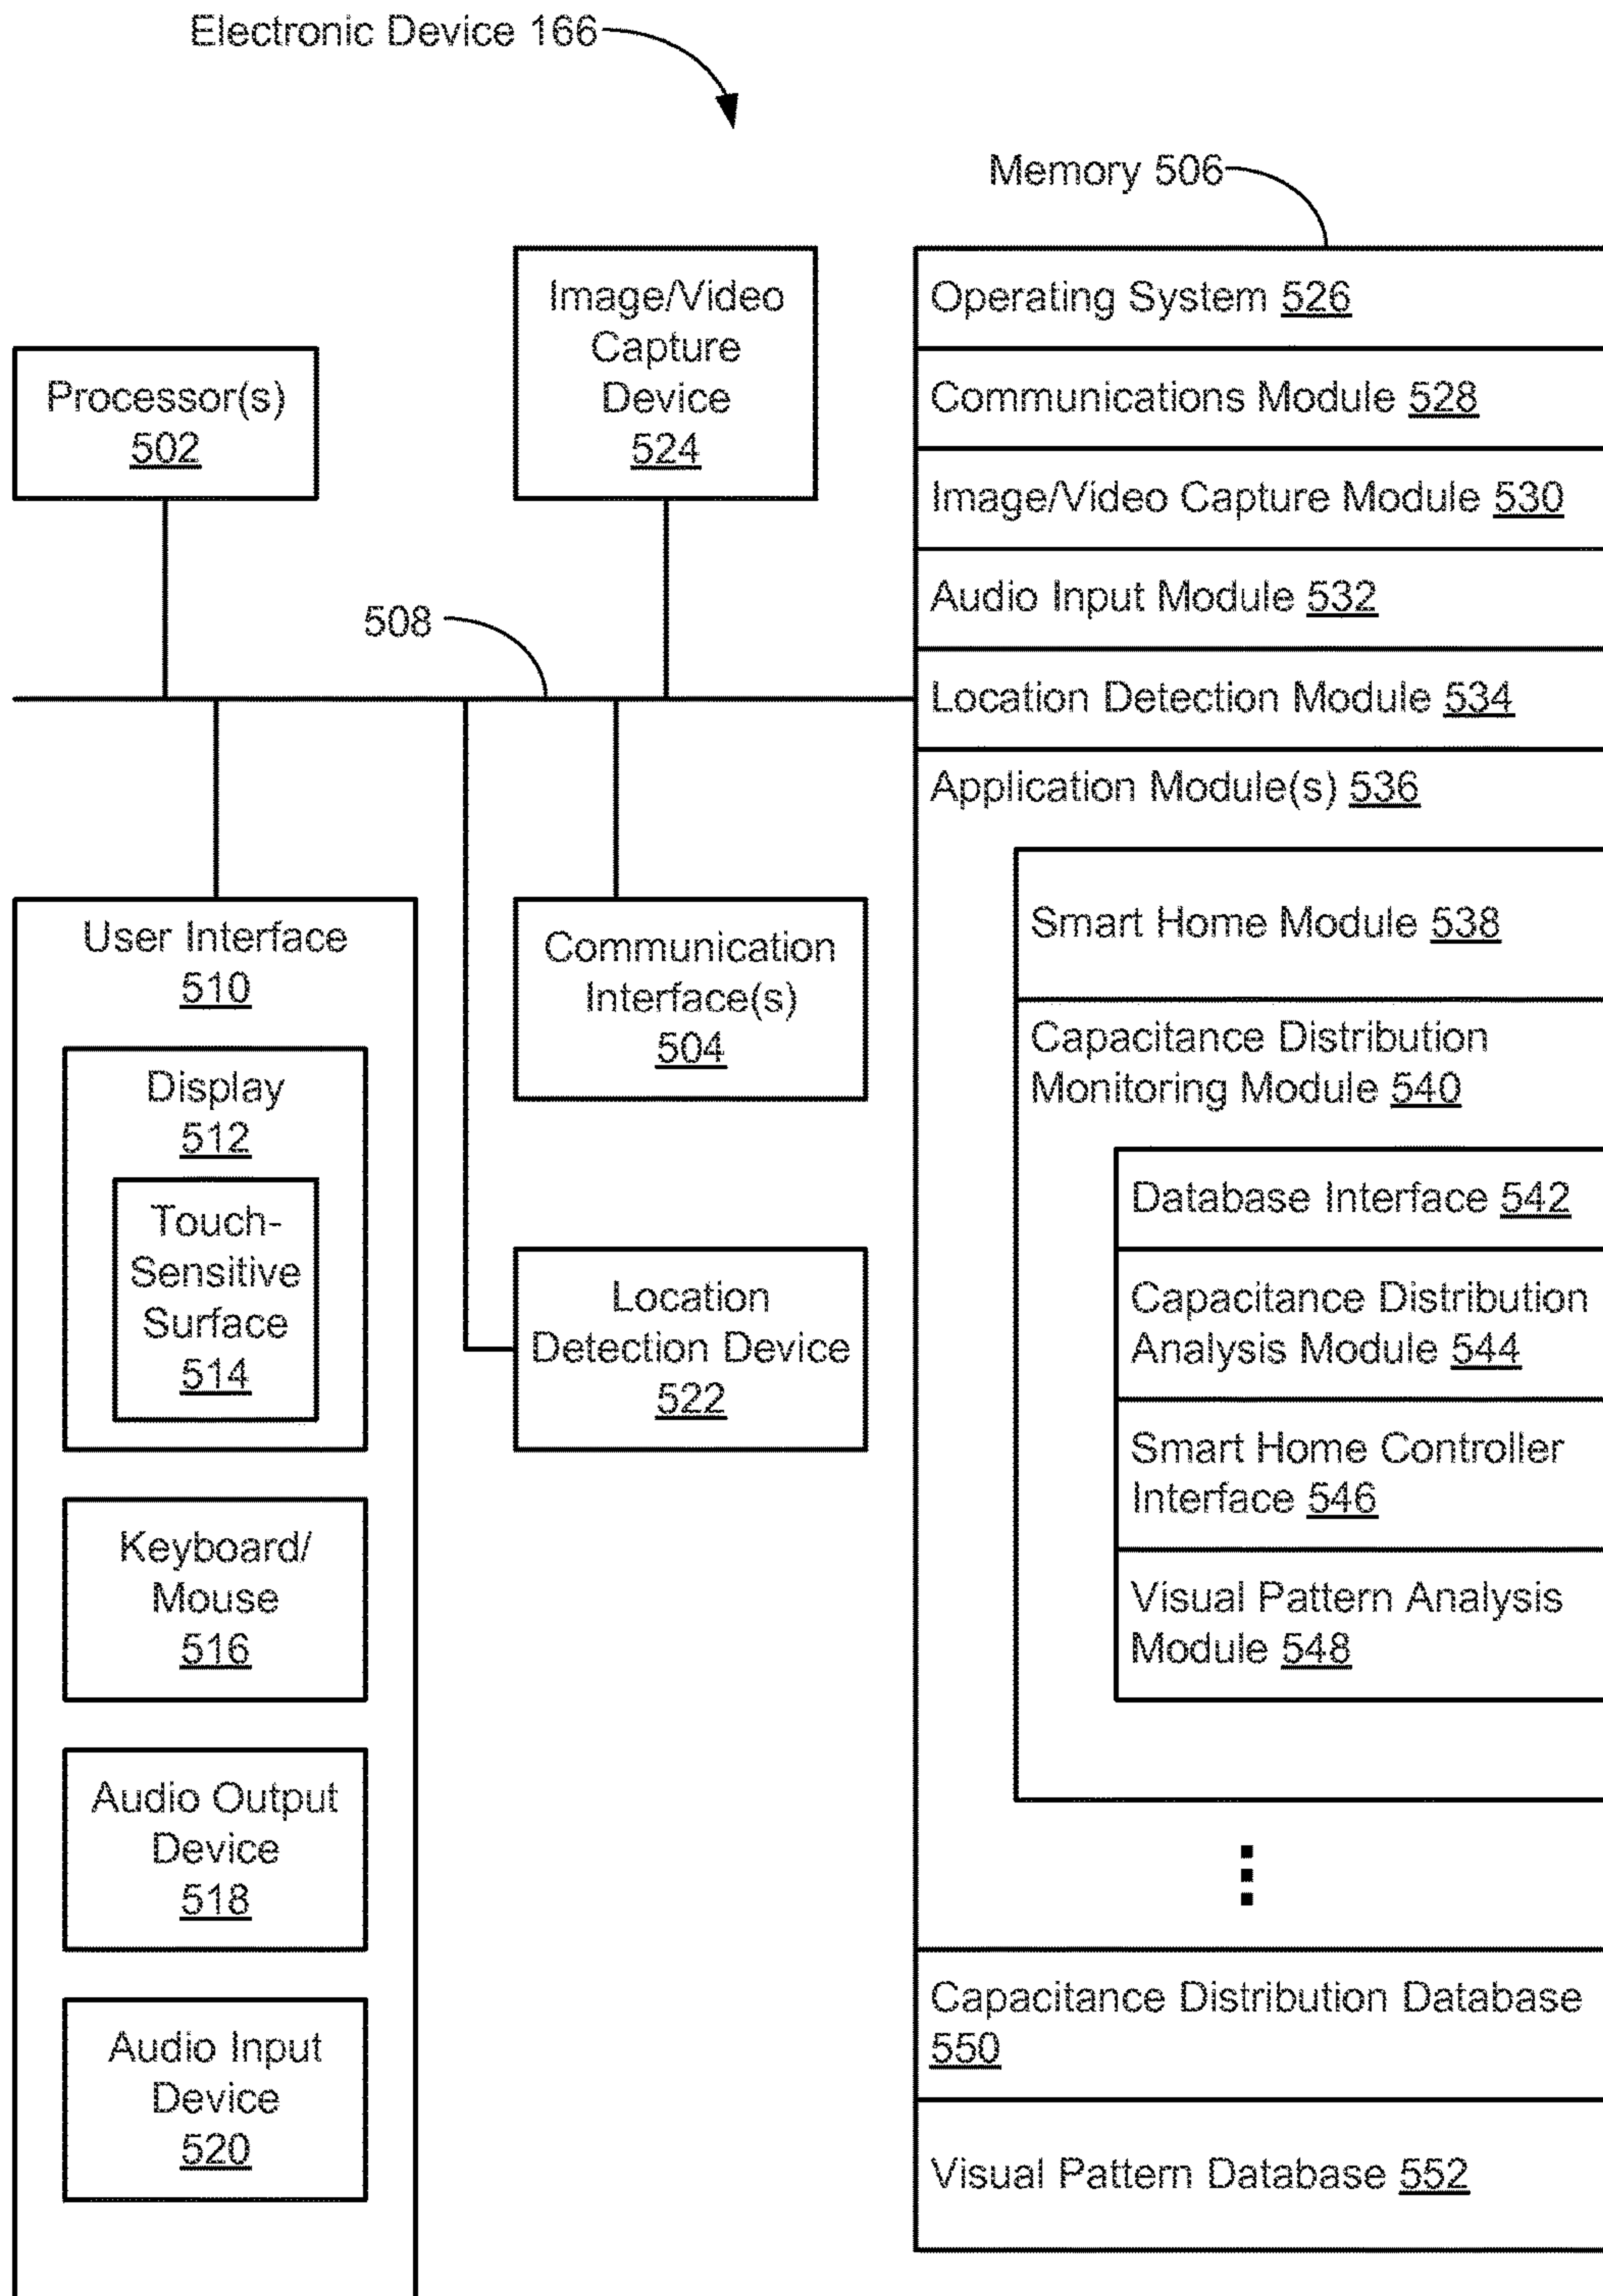 Electronic Device 166
Memory 506
Processor(s)
502
Image/Video
Capture
Device
524
508
User Interface
510
Display
512
Touch-
Sensitive
Surface
514
Keyboard/
Mouse
516
Audio Output
Device
518
Audio Input
Device
520
Communication
Interface(s)
504
Location
Detection Device
522
Operating System 526
Communications Module 528
Image/Video Capture Module 530
Audio Input Module 532
Location Detection Module 534
Application Module(s) 536
Smart Home Module 538
Capacitance Distribution
Monitoring Module 540
Database Interface 542
Capacitance Distribution
Analysis Module 544
Smart Home Controller
Interface 546
Visual Pattern Analysis
Module 548
Capacitance Distribution Database
550
Visual Pattern Database 552